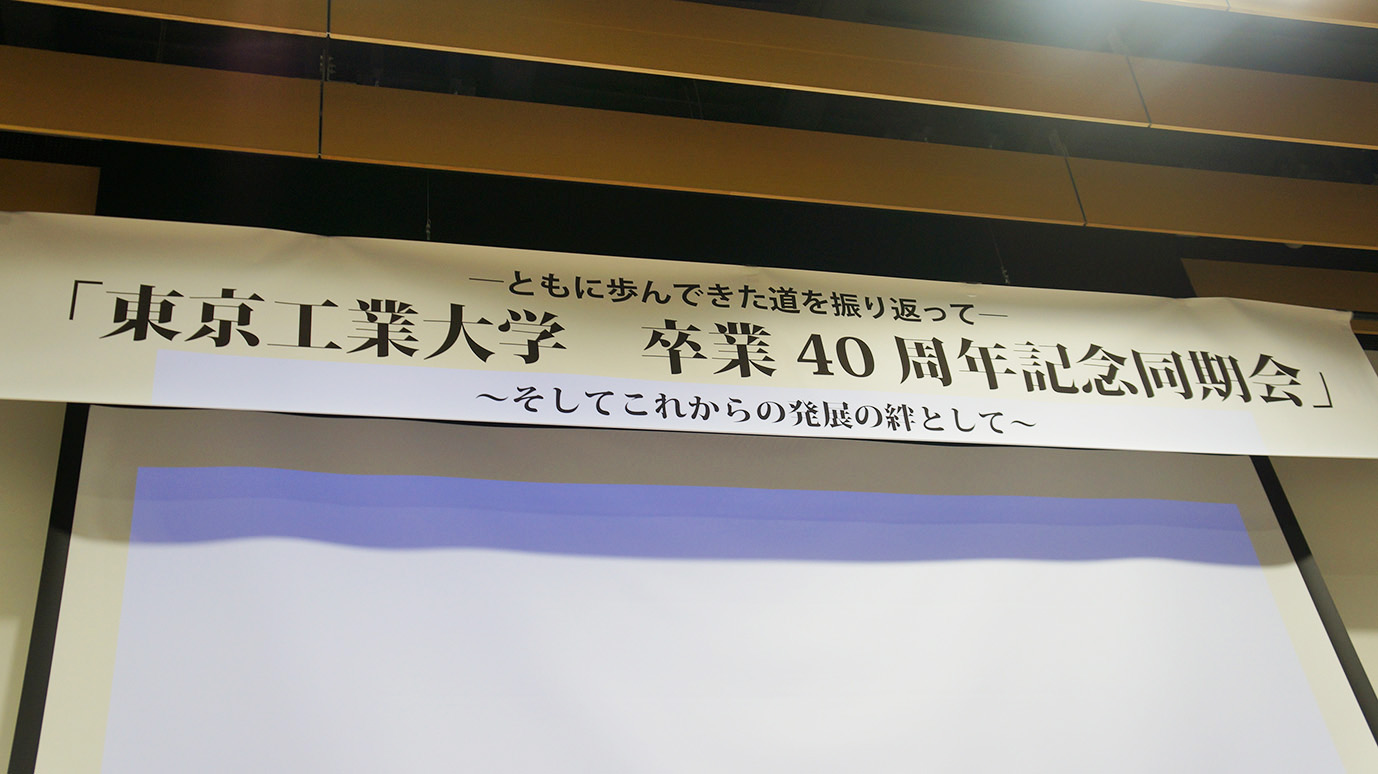 ―ともに歩んできた道を振り返って―
「東京工業大学　卒業 40 周年記念同期会」
～そしてこれからの発展の絆として～